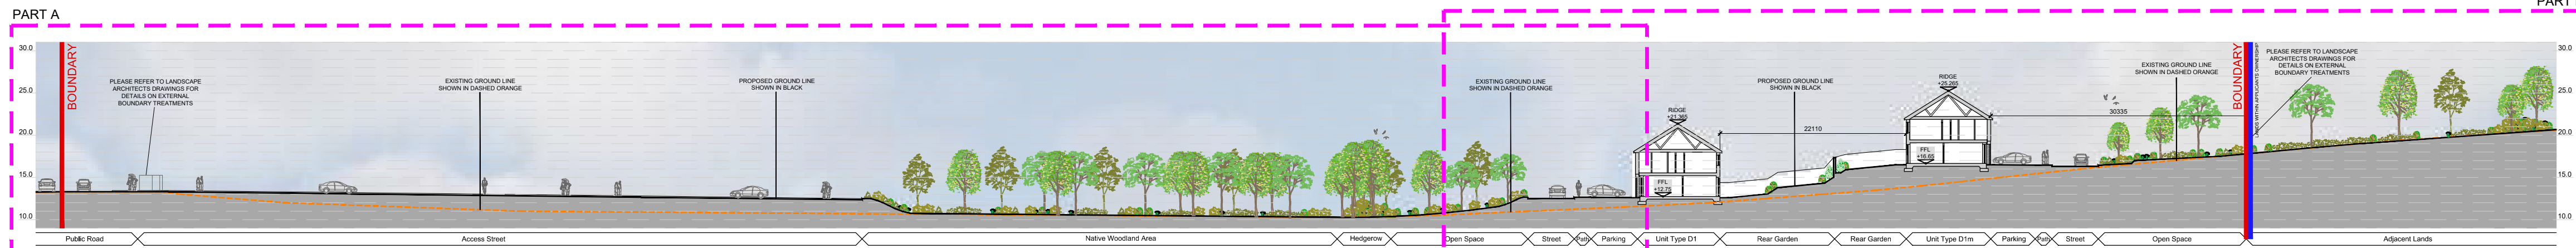 PART A
PART
30.0
25.0
20.0
15.0
10.0
BOUNDARY
PLEASE REFER TO LANDSCAPE
ARCHITECTS DRAWINGS FOR
DETAILS ON EXTERNAL
BOUNDARY TREATMENTS
EXISTING GROUND LINE
SHOWN IN DASHED ORANGE
PROPOSED GROUND LINE
SHOWN IN BLACK
EXISTING GROUND LINE
SHOWN IN DASHED ORANGE
RIDGE
+21.365
FFL
+12.75
22110
PROPOSED GROUND LINE
SHOWN IN BLACK
RIDGE
+25.265
FFL
+16.65
30335
EXISTING GROUND LINE
SHOWN IN DASHED ORANGE
BOUNDARY
LANDS WITHIN APPLICANTS OWNERSHIP
PLEASE REFER TO LANDSCAPE
ARCHITECTS DRAWINGS FOR
DETAILS ON EXTERNAL
BOUNDARY TREATMENTS
30.0
25.0
20.0
15.0
10.0
Public Road
Access Street
Native Woodland Area
Hedgerow
Open Space
Street
Path
Parking
Unit Type D1
Rear Garden
Rear Garden
Unit Type D1m
Parking
Path
Street
Open Space
Adjacent Lands